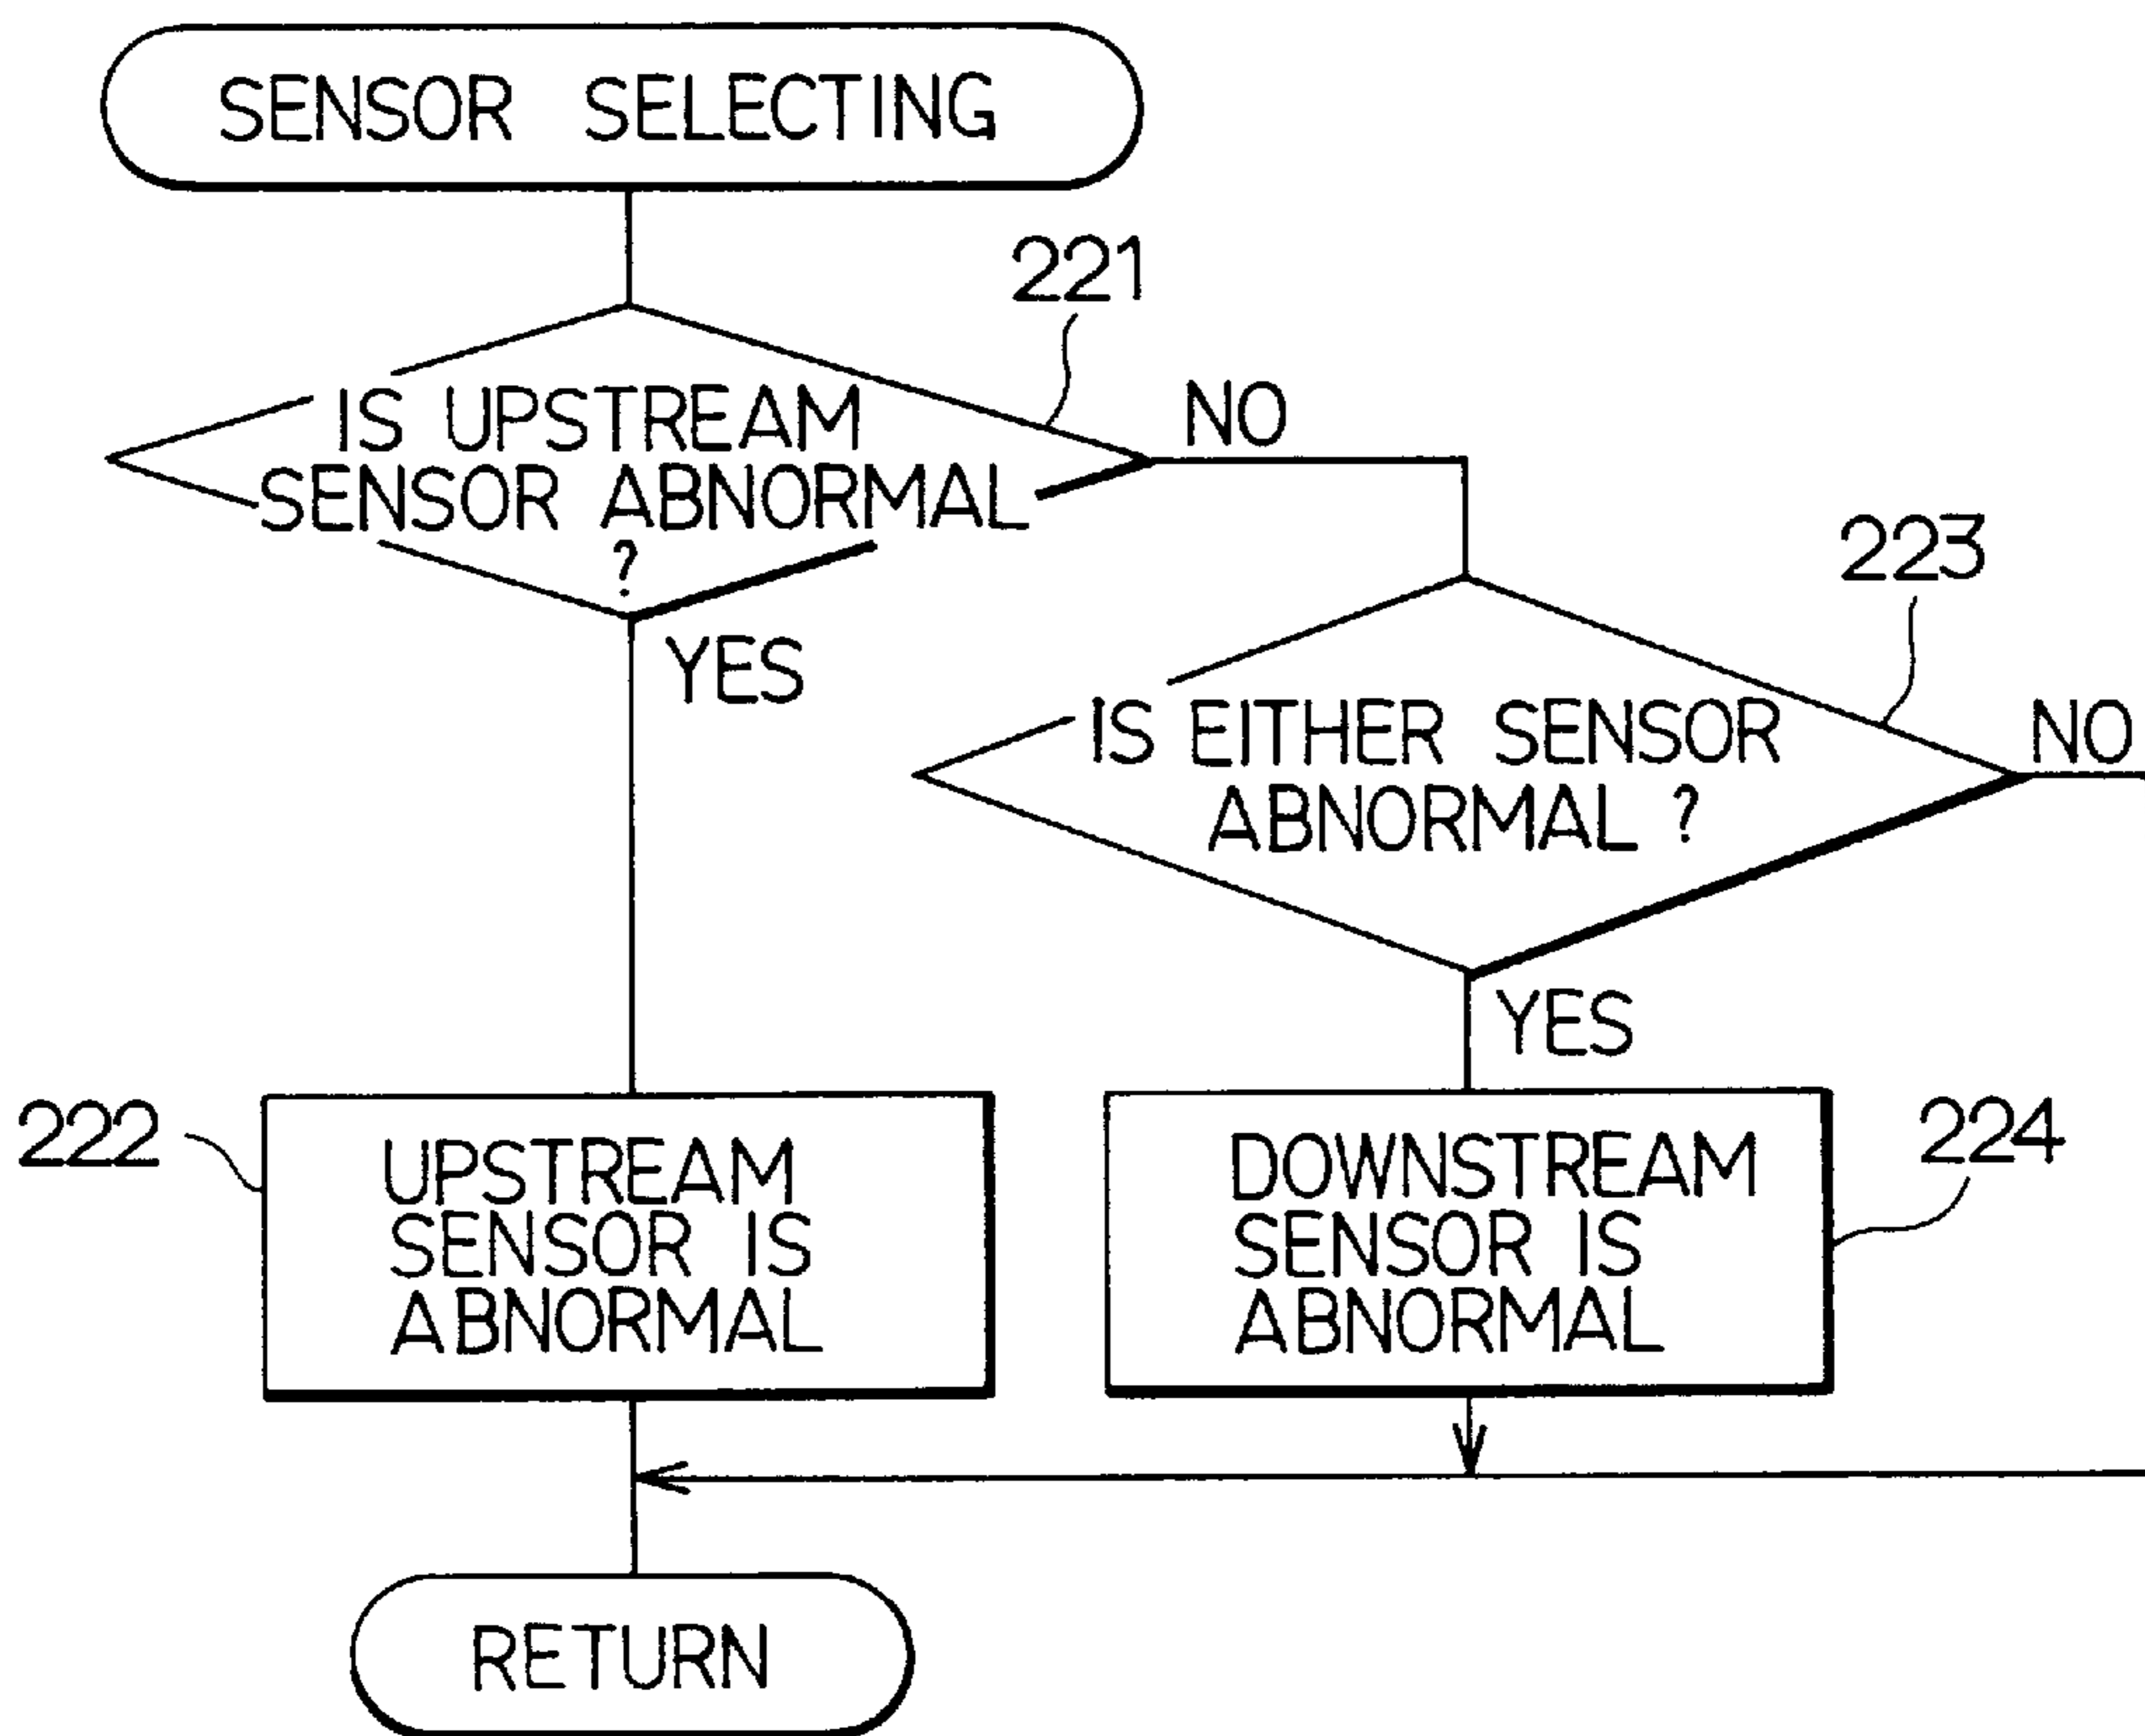 SENSOR SELECTING
221
IS UPSTREAM
SENSOR ABNORMAL
?
NO
YES
223
IS EITHER SENSOR
ABNORMAL ?
NO
YES
222
UPSTREAM
SENSOR IS
ABNORMAL
DOWNSTREAM
SENSOR IS
ABNORMAL
224
RETURN